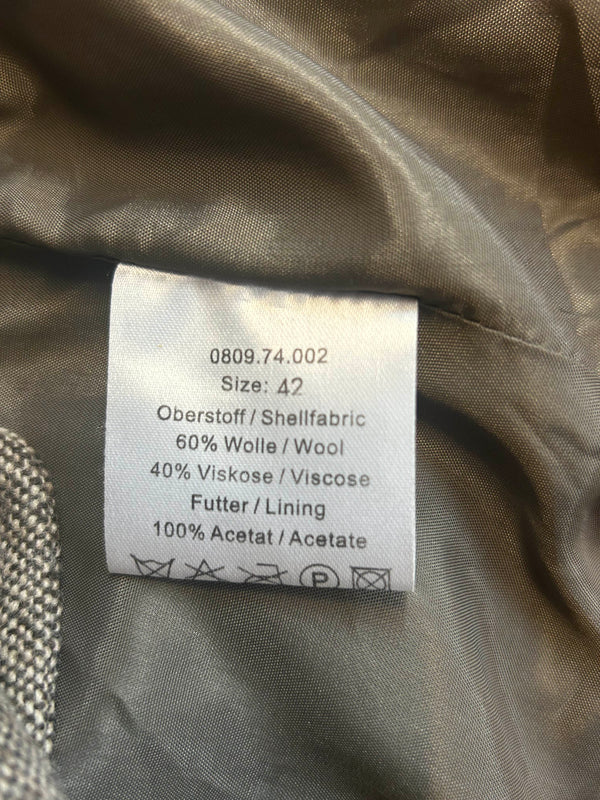 0809.74.002
Size: 42
Oberstoff / Shellfabric
60% Wolle / Wool
40% Viskose / Viscose
Futter / Lining
100% Acetat / Acetate
P